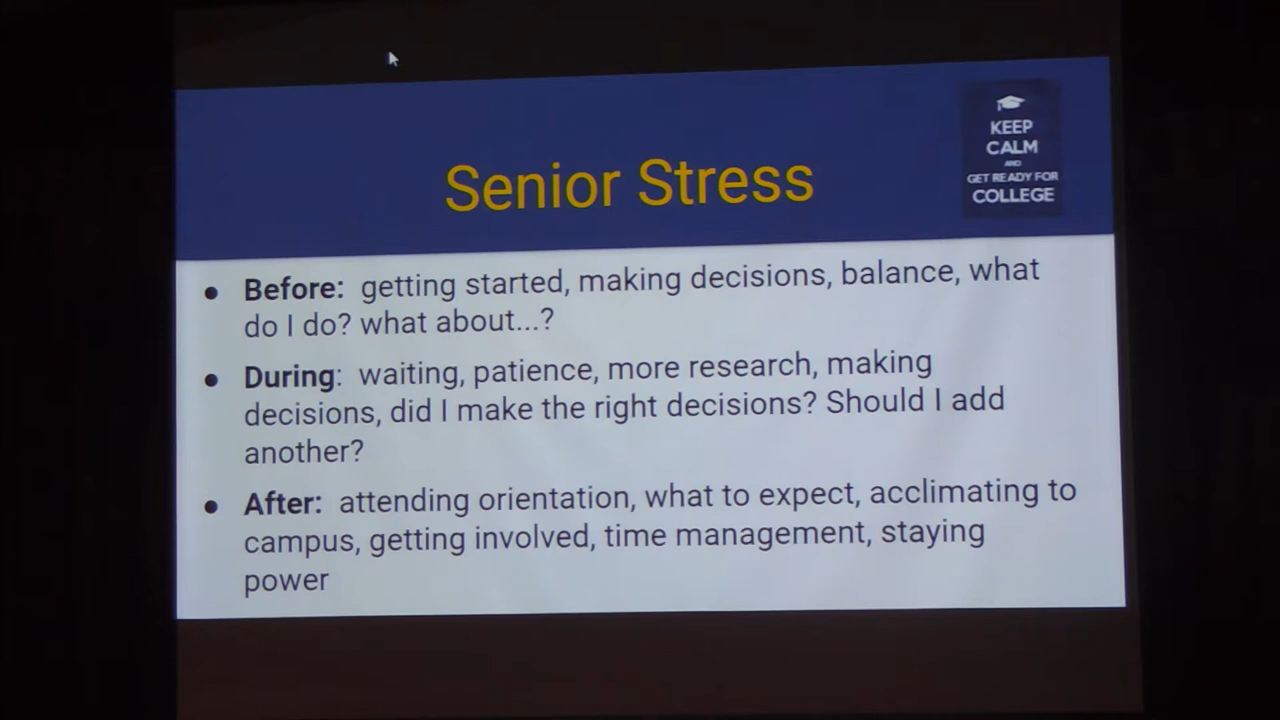 Senior Stress
KEEP
CALM
AND
GET READY FOR
COLLEGE
● Before: getting started, making decisions, balance, what
do I do? what about...?
● During: waiting, patience, more research, making
decisions, did I make the right decisions? Should I add
another?
● After: attending orientation, what to expect, acclimating to
campus, getting involved, time management, staying
power